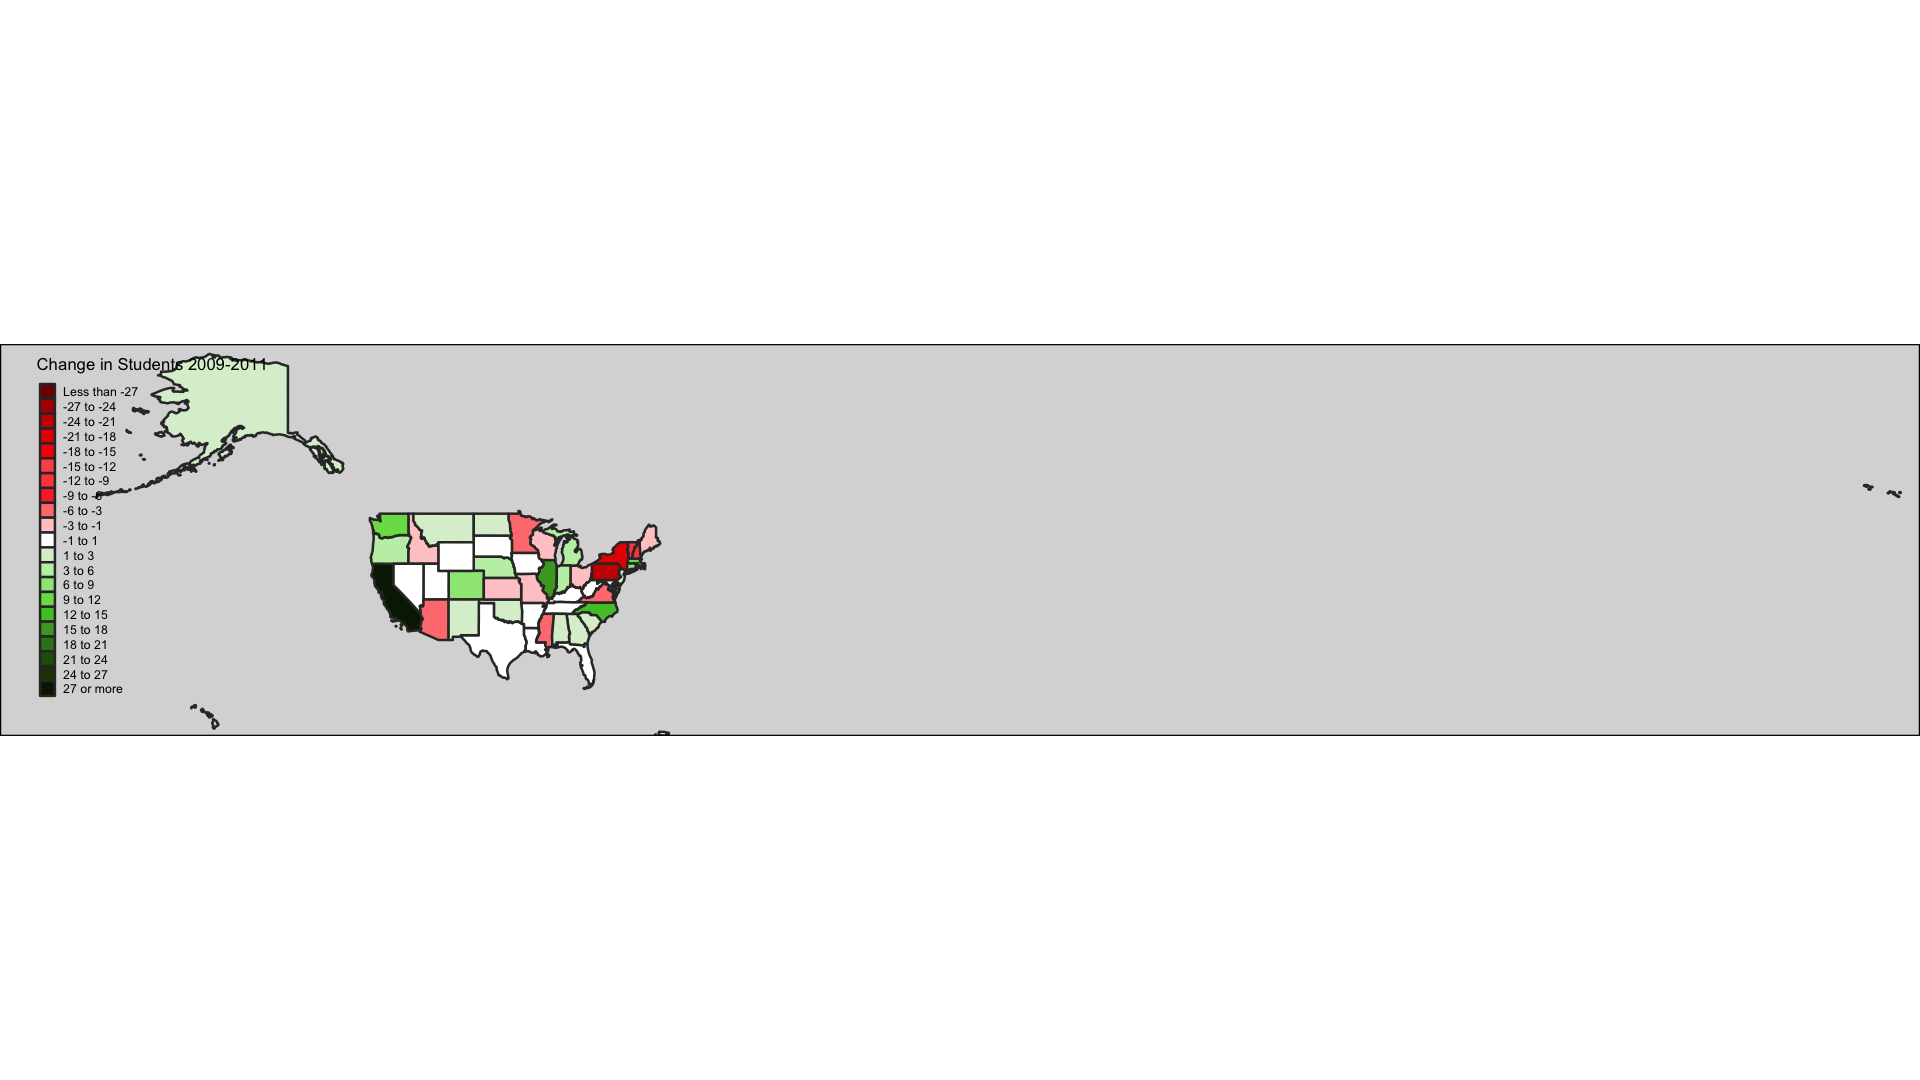 Change in Students 2009-2011
Less than -27
-27 to -24
-24 to -21
-21 to -18
-18 to -15
-15 to -12
-12 to -9
-9 to -6
-6 to -3
-3 to -1
-1 to 1
1 to 3
3 to 6
6 to 9
9 to 12
12 to 15
15 to 18
18 to 21
21 to 24
24 to 27
27 or more